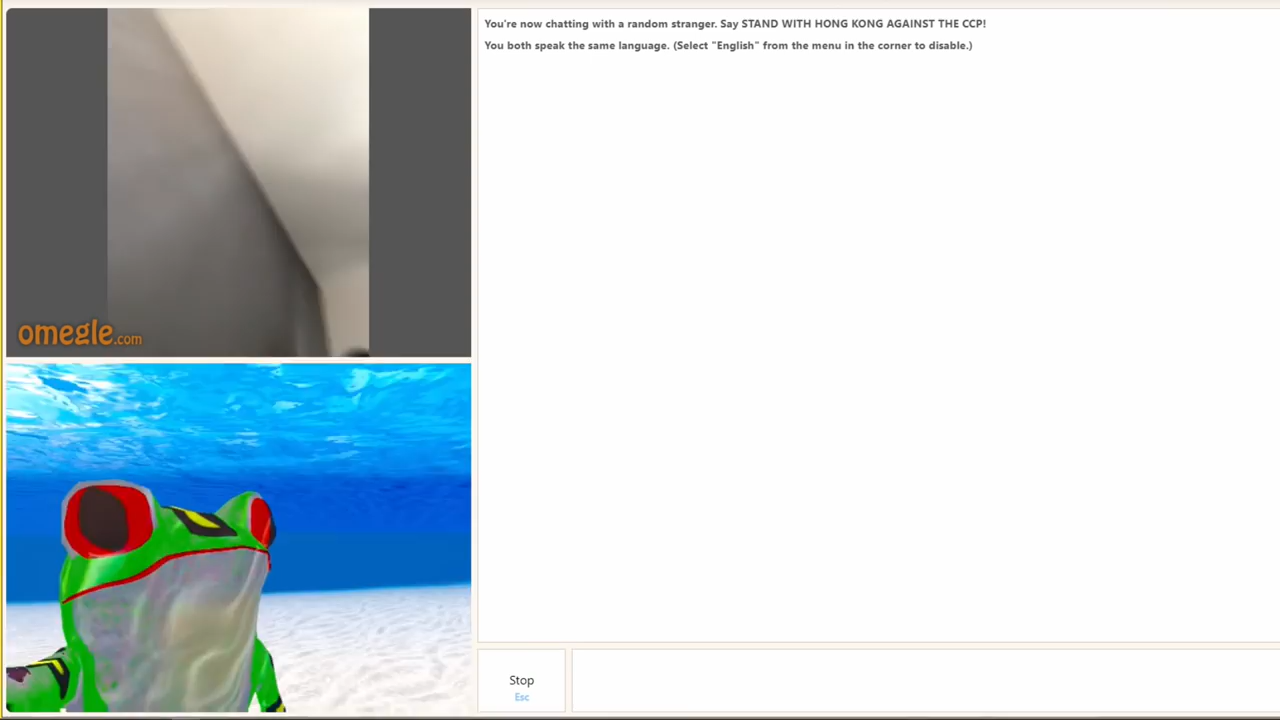 You're now chatting with a random stranger. Say STAND WITH HONG KONG AGAINST THE CCP!
You both speak the same language. (Select "English" from the menu in the corner to disable.)
omegle.com
Stop
Esc